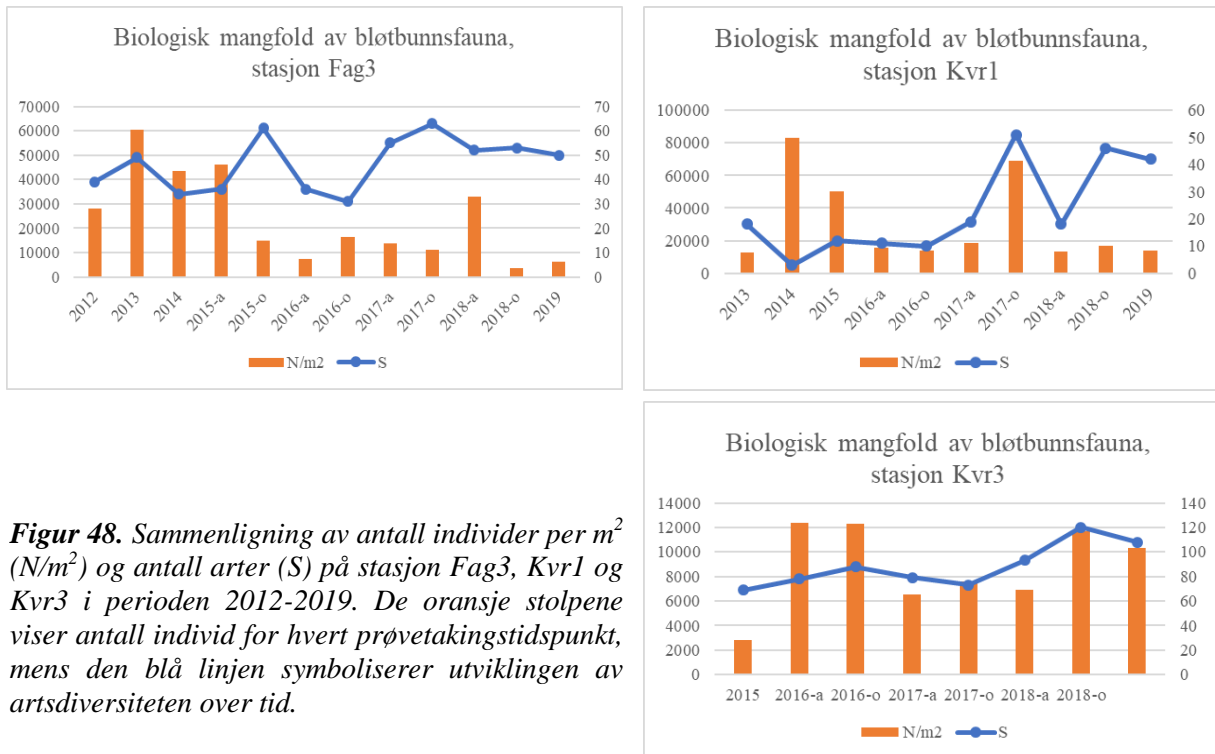 Biologisk mangfold av bløtbunnsfauna,
stasjon Fag3
70000
60000
50000
40000
30000
20000
10000
0
70
60
50
40
30
20
10
0
2012
2013
2014
2015-a
2015-o
2016-a
2016-o
2017-a
2017-o
2018-a
2018-o
2019
N/m2
S
Biologisk mangfold av bløtbunnsfauna,
stasjon Kvr1
100000
80000
60000
40000
20000
0
60
50
40
30
20
10
0
2013
2014
2015
2016-a
2016-o
2017-a
2017-o
2018-a
2018-o
2019
N/m2
S
Figur 48. Sammenligning av antall individer per m²
(N/m²) og antall arter (S) på stasjon Fag3, Kvr1 og
Kvr3 i perioden 2012-2019. De oransje stolpene
viser antall individ for hvert prøvetakingstidspunkt,
mens den blå linjen symboliserer utviklingen av
artsdiversiteten over tid.
Biologisk mangfold av bløtbunnsfauna,
stasjon Kvr3
14000
12000
10000
8000
6000
4000
2000
0
140
120
100
80
60
40
20
0
2015
2016-a
2016-o
2017-a
2017-o
2018-a
2018-o
N/m2
S